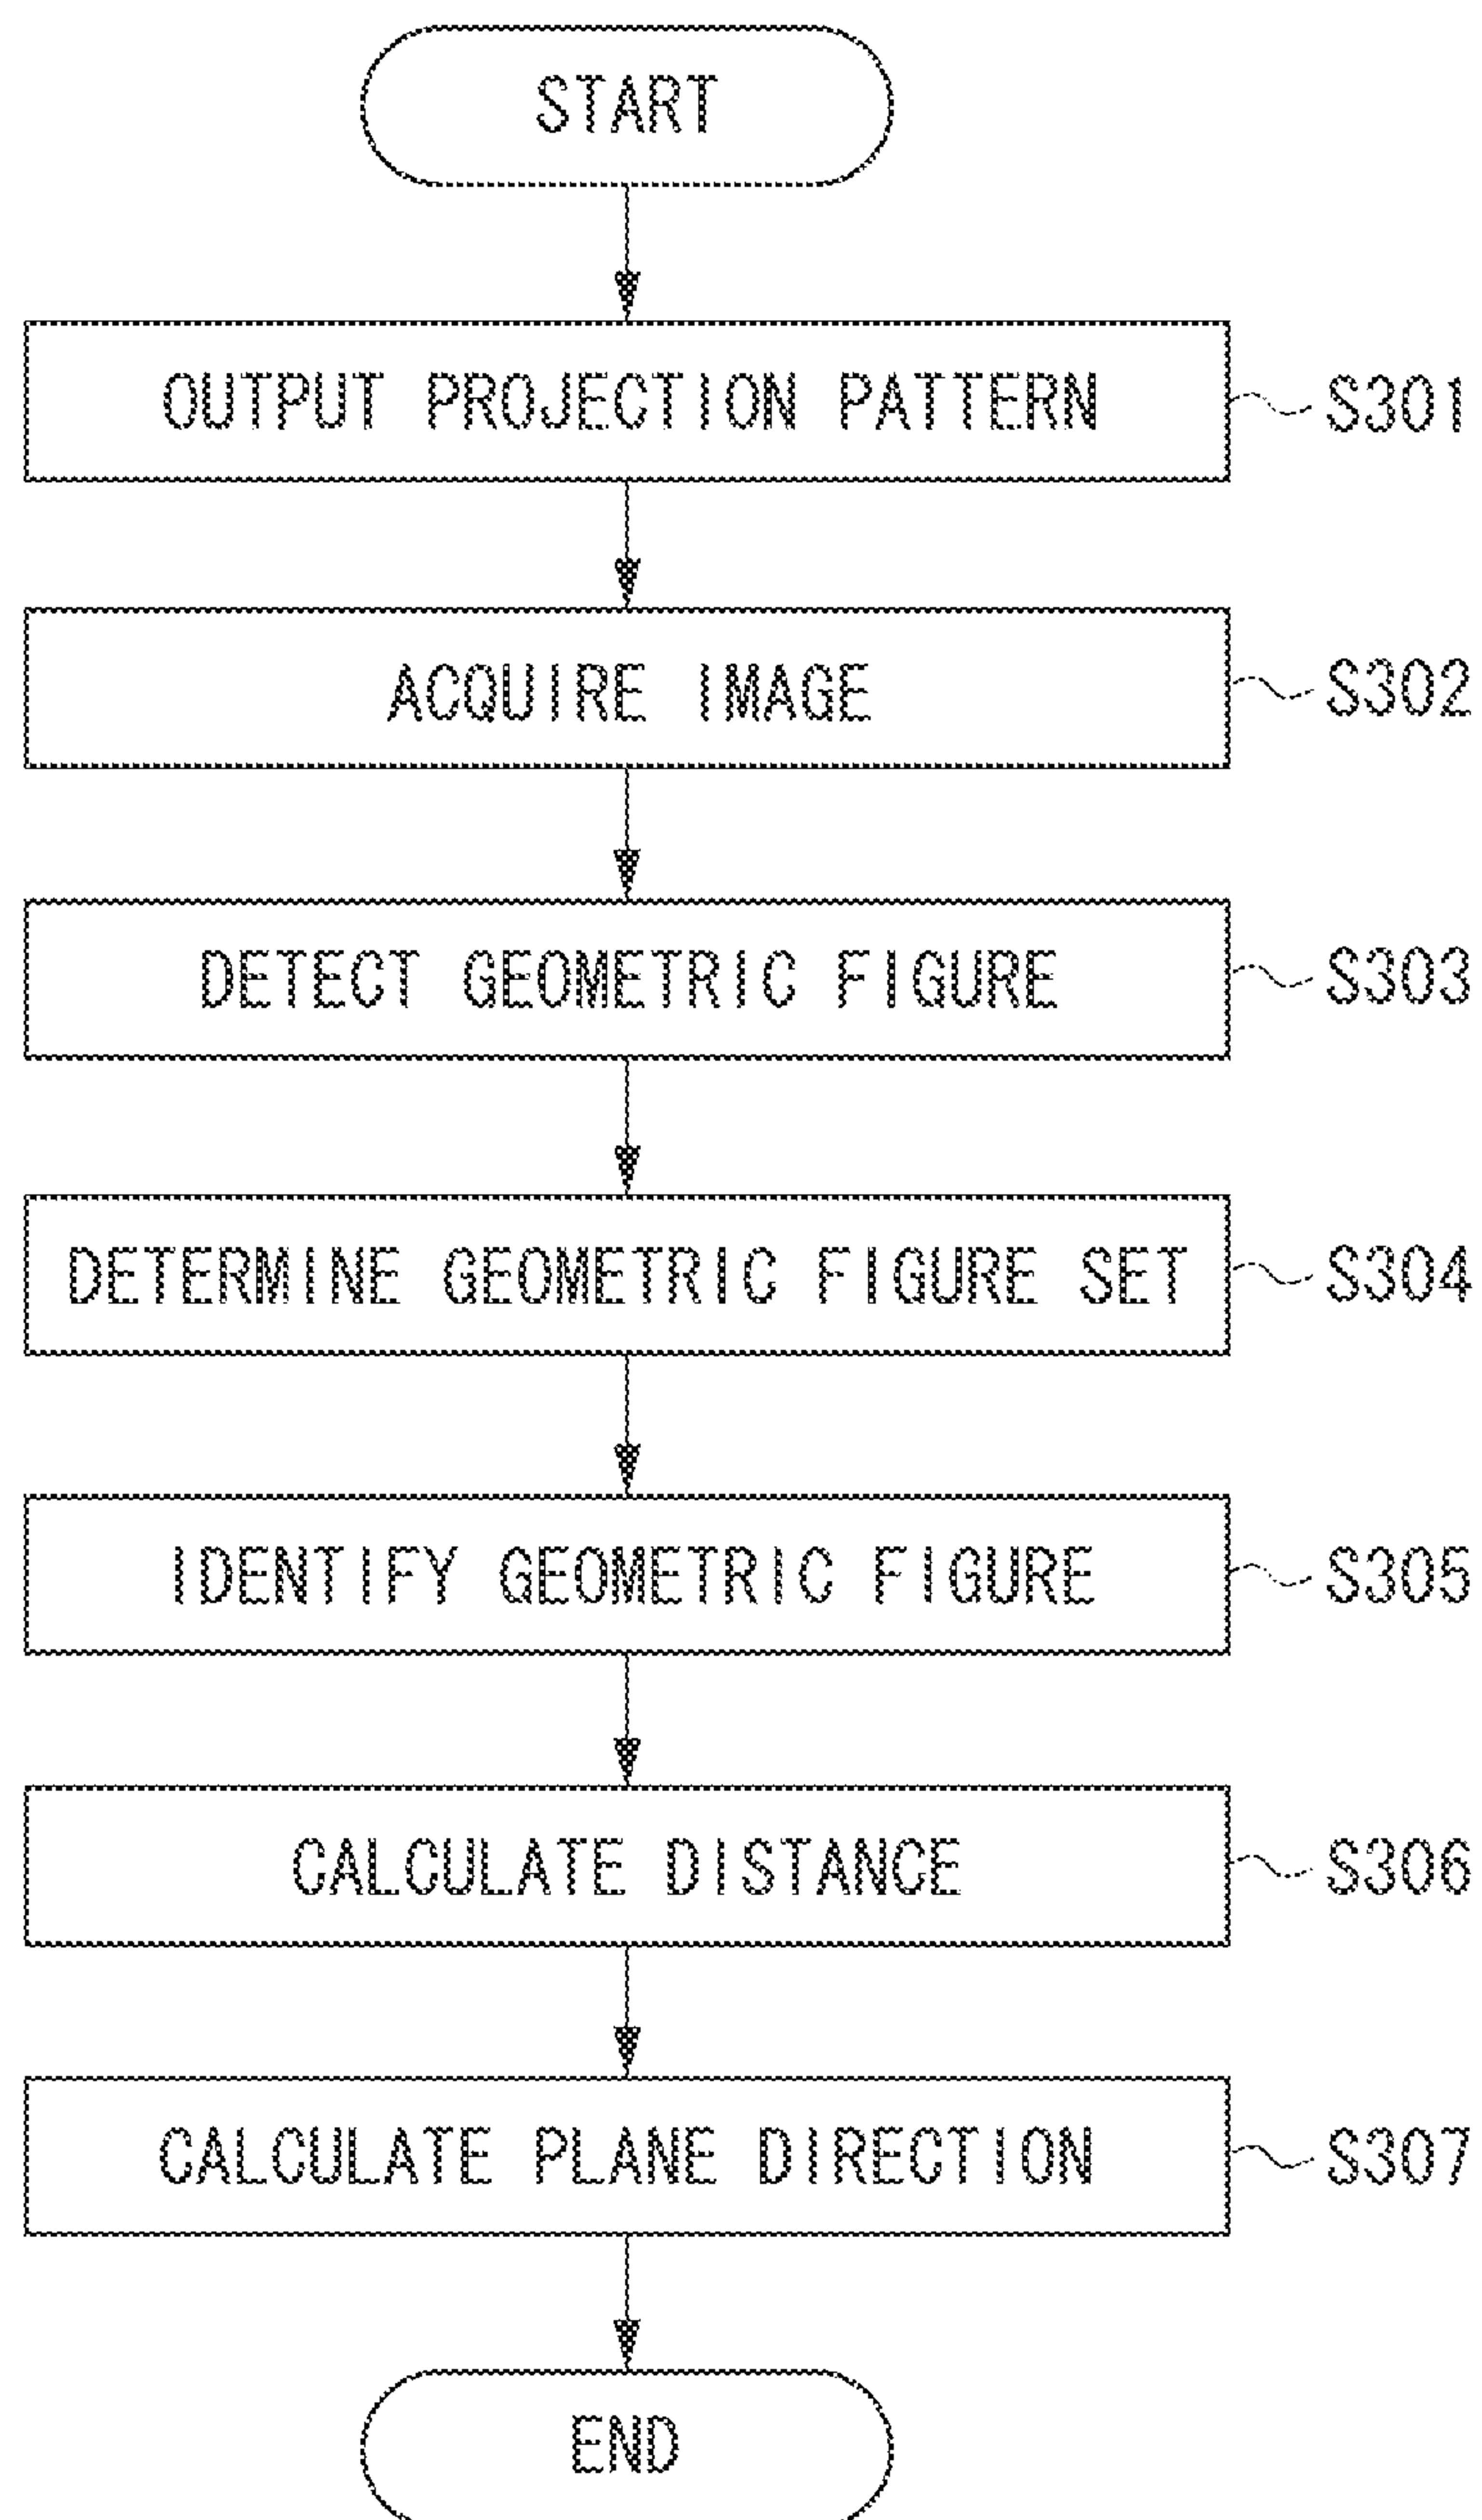 START
OUTPUT PROJECTION PATTERN
S301
ACQUIRE IMAGE
S302
DETECT GEOMETRIC FIGURE
S303
DETERMINE GEOMETRIC FIGURE SET
S304
IDENTIFY GEOMETRIC FIGURE
S305
CALCULATE DISTANCE
S306
CALCULATE PLANE DIRECTION
S307
END